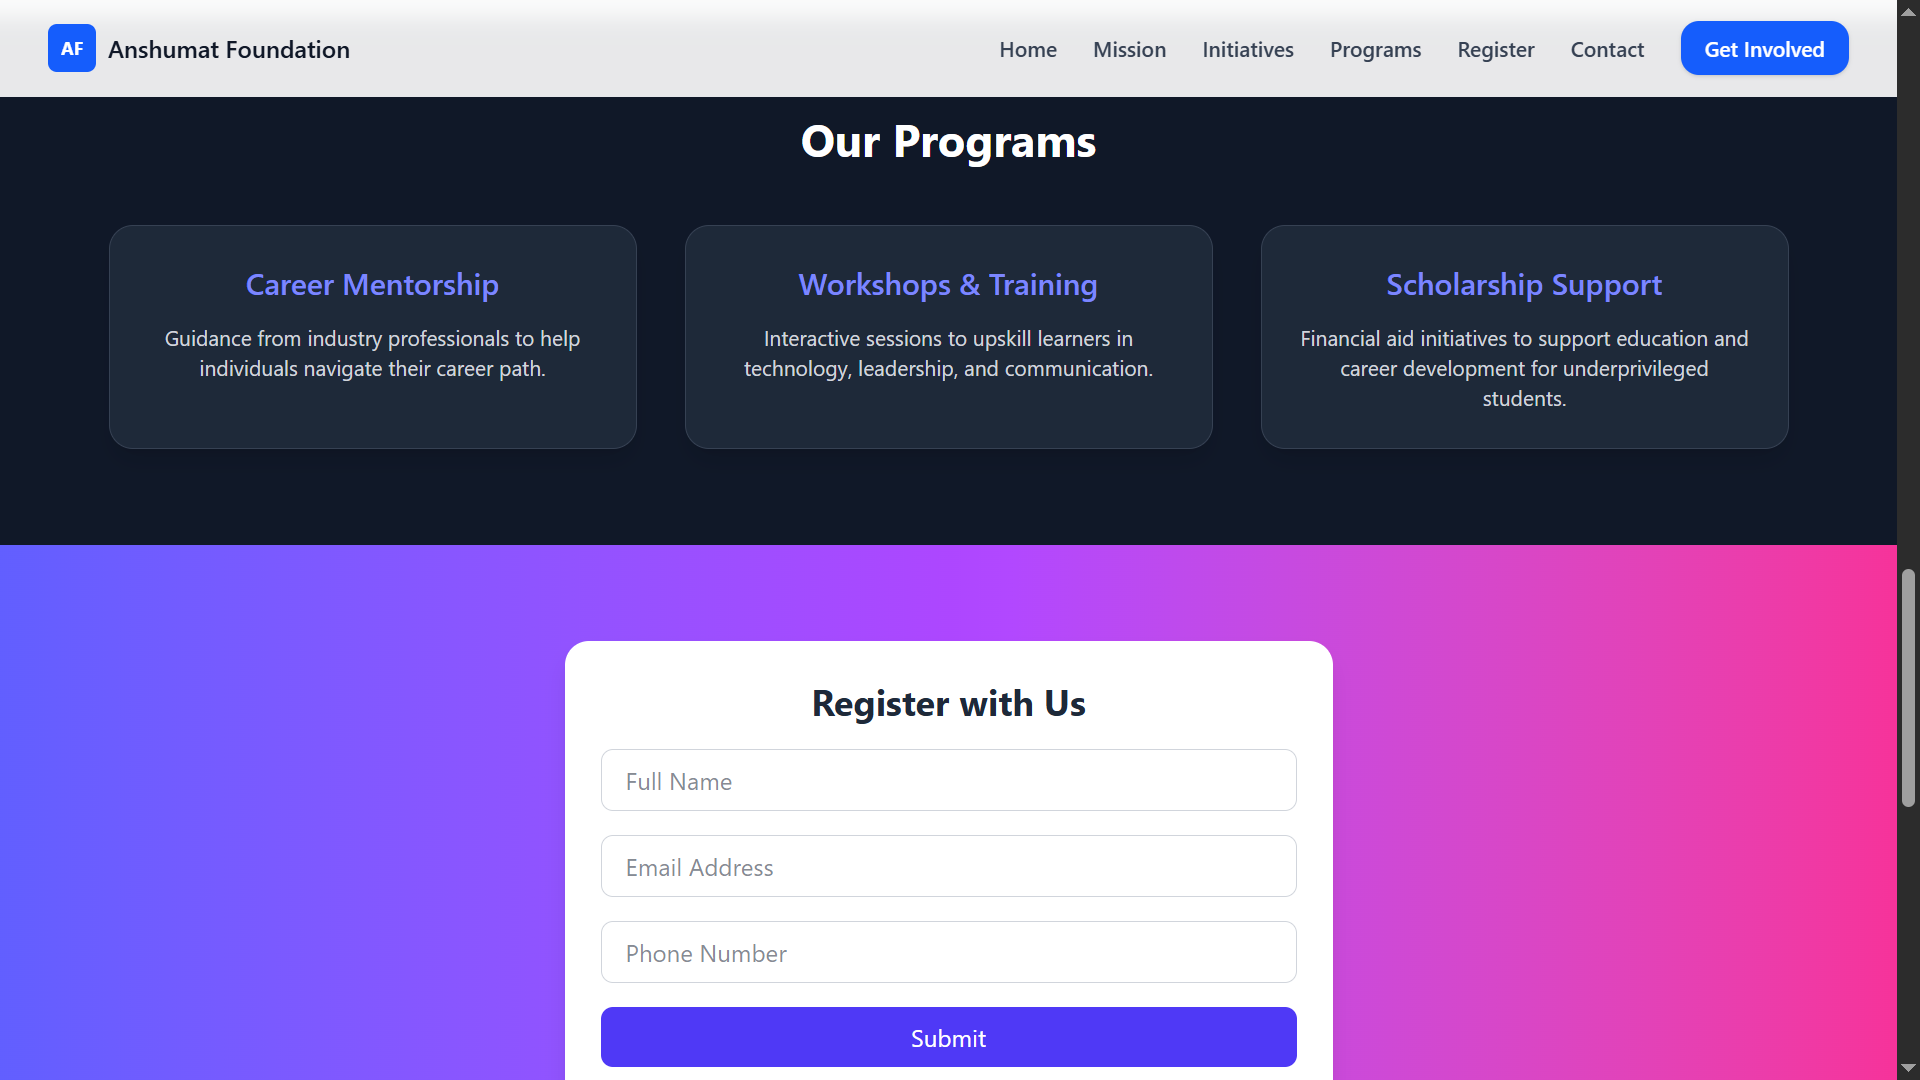 AF
Anshumat Foundation
Home
Mission
Initiatives
Programs
Register
Contact
Get Involved
Our Programs
Career Mentorship
Guidance from industry professionals to help
individuals navigate their career path.
Workshops & Training
Interactive sessions to upskill learners in
technology, leadership, and communication.
Scholarship Support
Financial aid initiatives to support education and
career development for underprivileged
students.
Register with Us
Full Name
Email Address
Phone Number
Submit